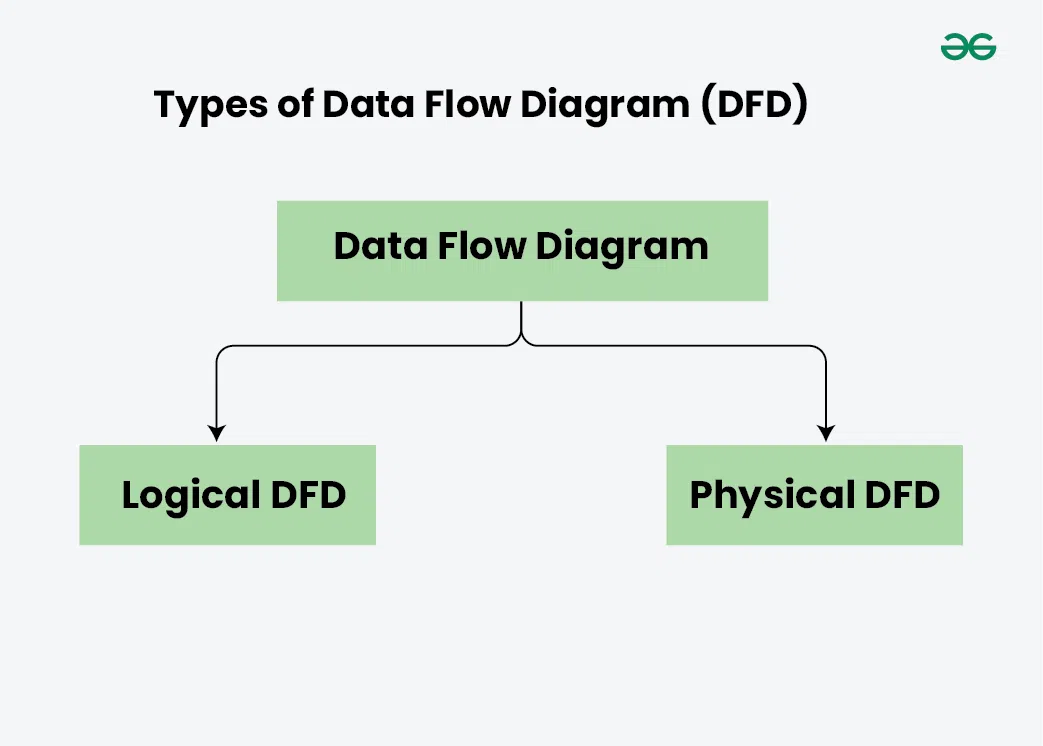 Types of Data Flow Diagram (DFD)
Data Flow Diagram
Logical DFD
Physical DFD